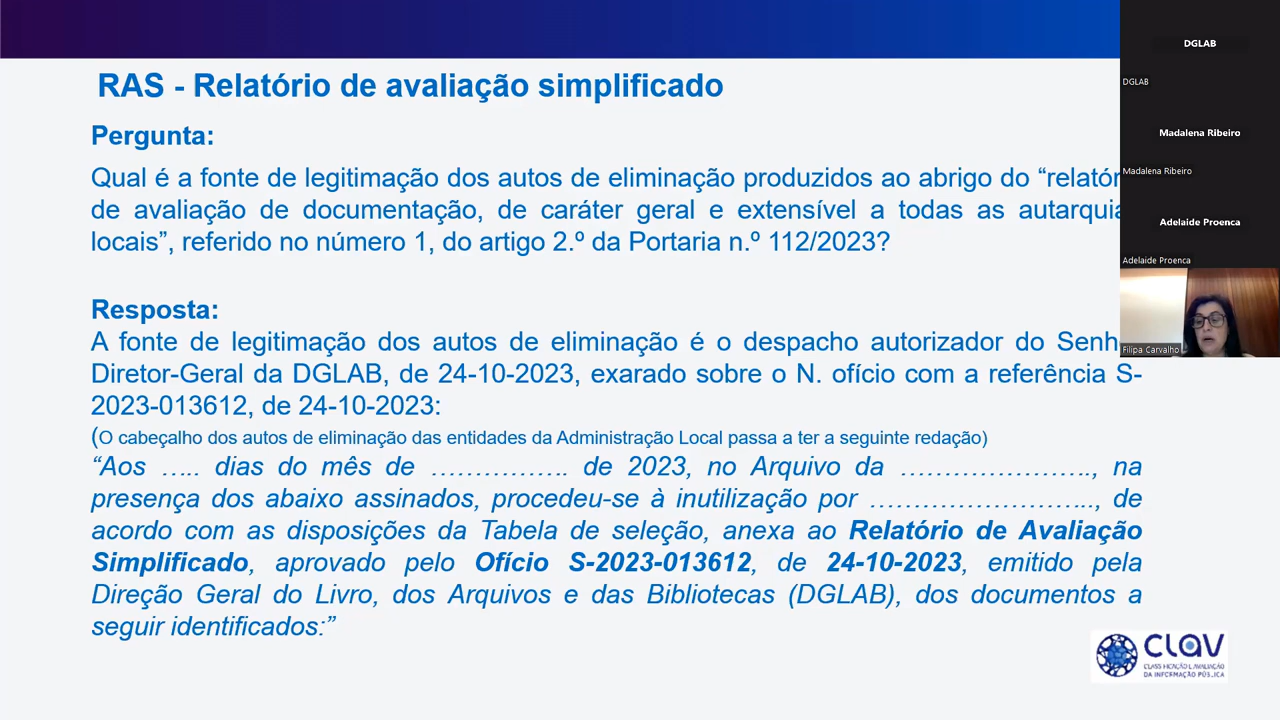 RAS - Relatório de avaliação simplificado
Pergunta:
Qual é a fonte de legitimação dos autos de eliminação produzidos ao abrigo do “relatór
de avaliação de documentação, de caráter geral e extensível a todas as autarquia
locais”, referido no número 1, do artigo 2.º da Portaria n.º 112/2023?
Resposta:
A fonte de legitimação dos autos de eliminação é o despacho autorizador do Senh
Diretor-Geral da DGLAB, de 24-10-2023, exarado sobre o N. ofício com a referência S-
2023-013612, de 24-10-2023:
(O cabeçalho dos autos de eliminação das entidades da Administração Local passa a ter a seguinte redação)
“Aos ….. dias do mês de ……………. de 2023, no Arquivo da …………………., na
presença dos abaixo assinados, procedeu-se à inutilização por …………………….., de
acordo com as disposições da Tabela de seleção, anexa ao Relatório de Avaliação
Simplificado, aprovado pelo Ofício S-2023-013612, de 24-10-2023, emitido pela
Direção Geral do Livro, dos Arquivos e das Bibliotecas (DGLAB), dos documentos a
seguir identificados:”
DGLAB
DGLAB
Madalena Ribeiro
Madalena Ribeiro
Adelaide Proenca
Adelaide Proenca
Filipa Carvalho
CLAV
CLASSIFICAÇÃO E AVALIAÇÃO
DA INFORMAÇÃO PÚBLICA